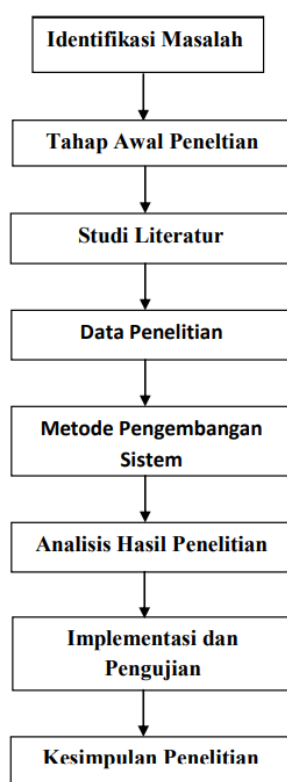 Identifikasi Masalah
Tahap Awal Peneltian
Studi Literatur
Data Penelitian
Metode Pengembangan
Sistem
Analisis Hasil Penelitian
Implementasi dan
Pengujian
Kesimpulan Penelitian